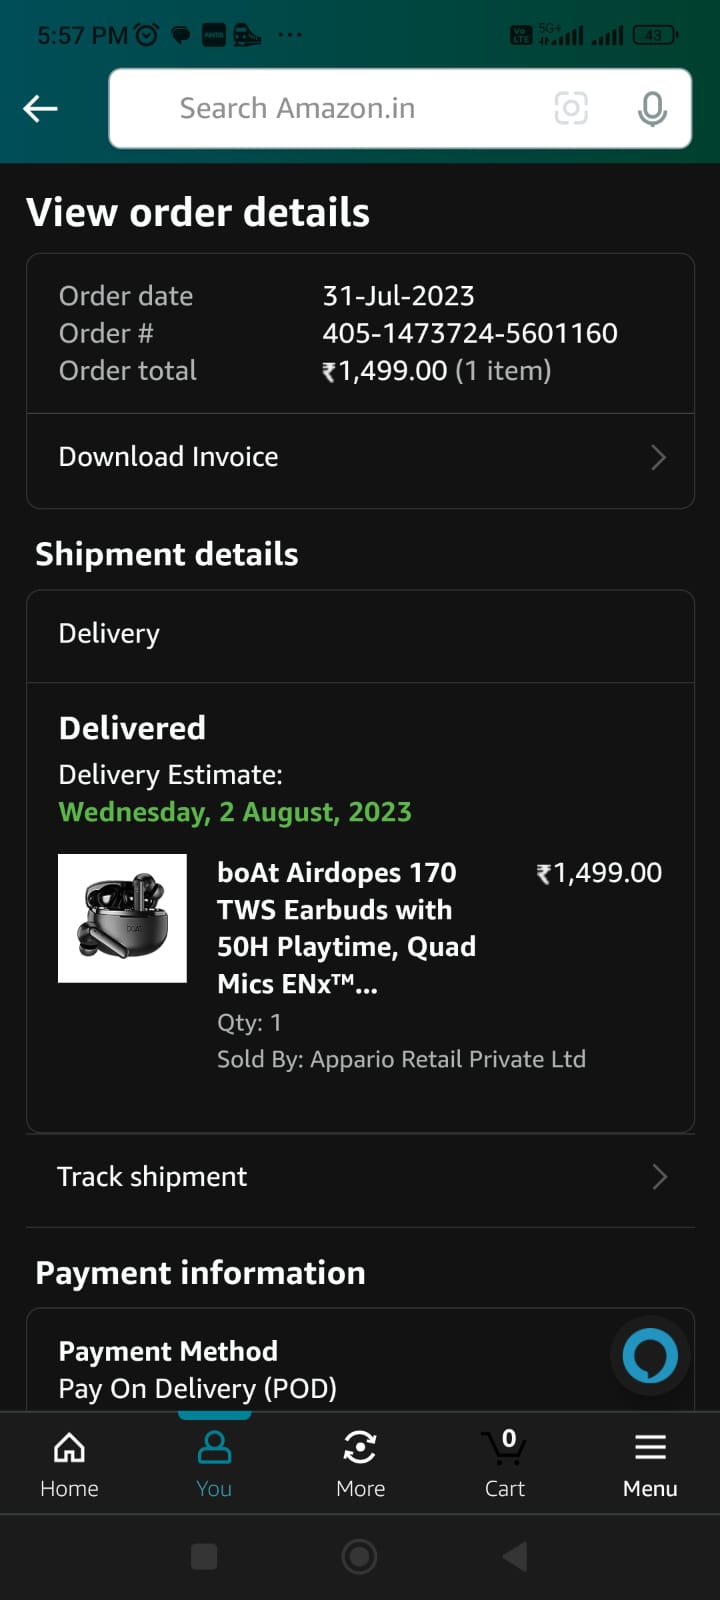 5:57 PM
Vo LTE 5G+ 43
Search Amazon.in
View order details
Order date 31-Jul-2023
Order # 405-1473724-5601160
Order total ₹1,499.00 (1 item)
Download Invoice
Shipment details
Delivery
Delivered
Delivery Estimate:
Wednesday, 2 August, 2023
boAt Airdopes 170 ₹1,499.00
TWS Earbuds with
50H Playtime, Quad
Mics ENx™...
Qty: 1
Sold By: Appario Retail Private Ltd
Track shipment
Payment information
Payment Method
Pay On Delivery (POD)
0
Home You More Cart Menu